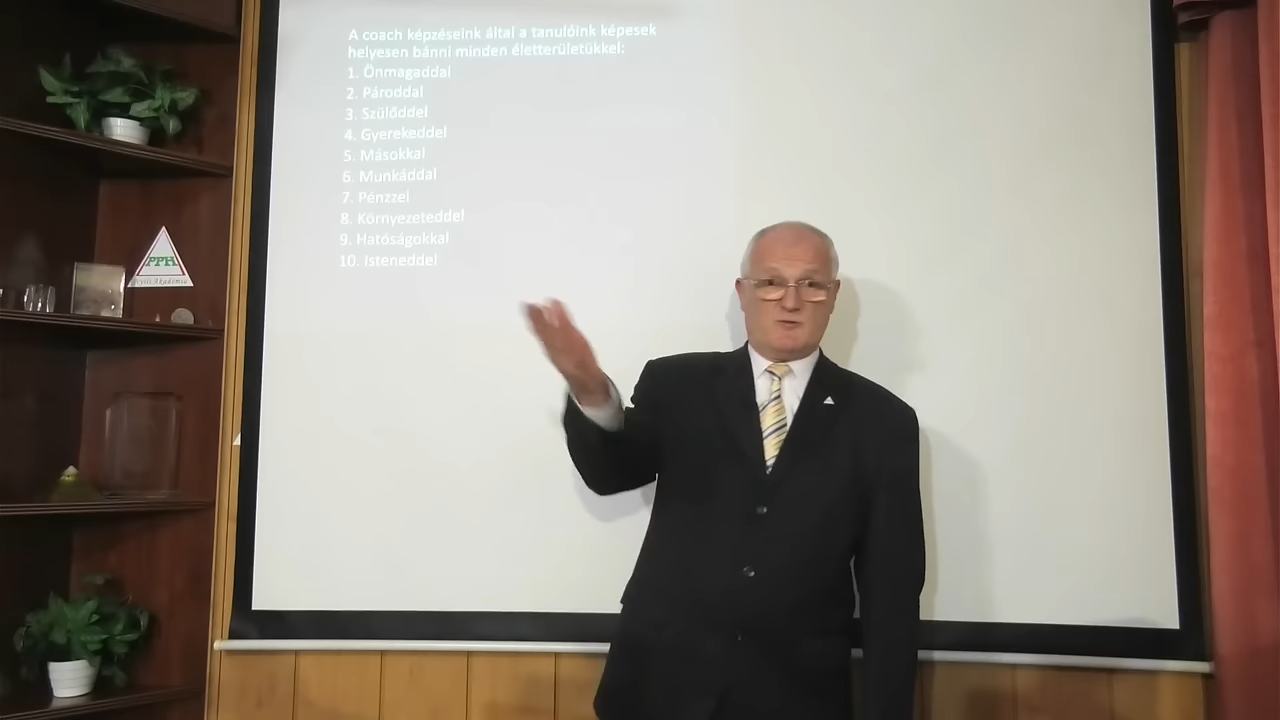 A coach képzéseink által a tanulóink képesek
helyesen bánni minden életterületükkel:
1. Önmagaddal
2. Pároddal
3. Szülőddel
4. Gyerekeddel
5. Másokkal
6. Munkáddal
7. Pénzzel
8. Környezeteddel
9. Hatóságokkal
10. Isteneddel
PPH
Akadémia